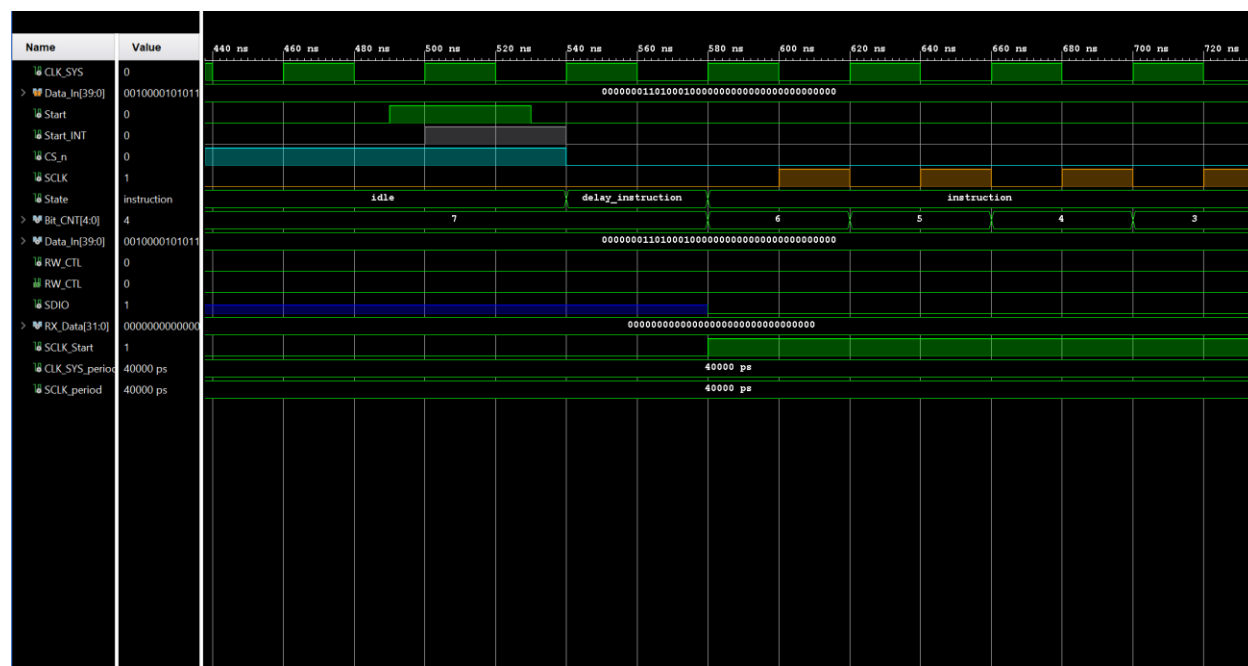 Name Value 440 ns 460 ns 480 ns 500 ns 520 ns 540 ns 560 ns 580 ns 600 ns 620 ns 640 ns 660 ns 680 ns 700 ns 720 ns
CLK_SYS 0
Data_In[39:0] 0010000101011
Start 0
Start_INT 0
CS_n 0
SCLK 1
State instruction idle delay_instruction instruction
Bit_CNT[4:0] 4 7 6 5 4 3
Data_In[39:0] 0010000101011
RW_CTL 0
RW_CTL 0
SDIO 1
RX_Data[31:0] 0000000000000 00000000000000000000000000000000
SCLK_Start 1
CLK_SYS_period 40000 ps 40000 ps
SCLK_period 40000 ps 40000 ps